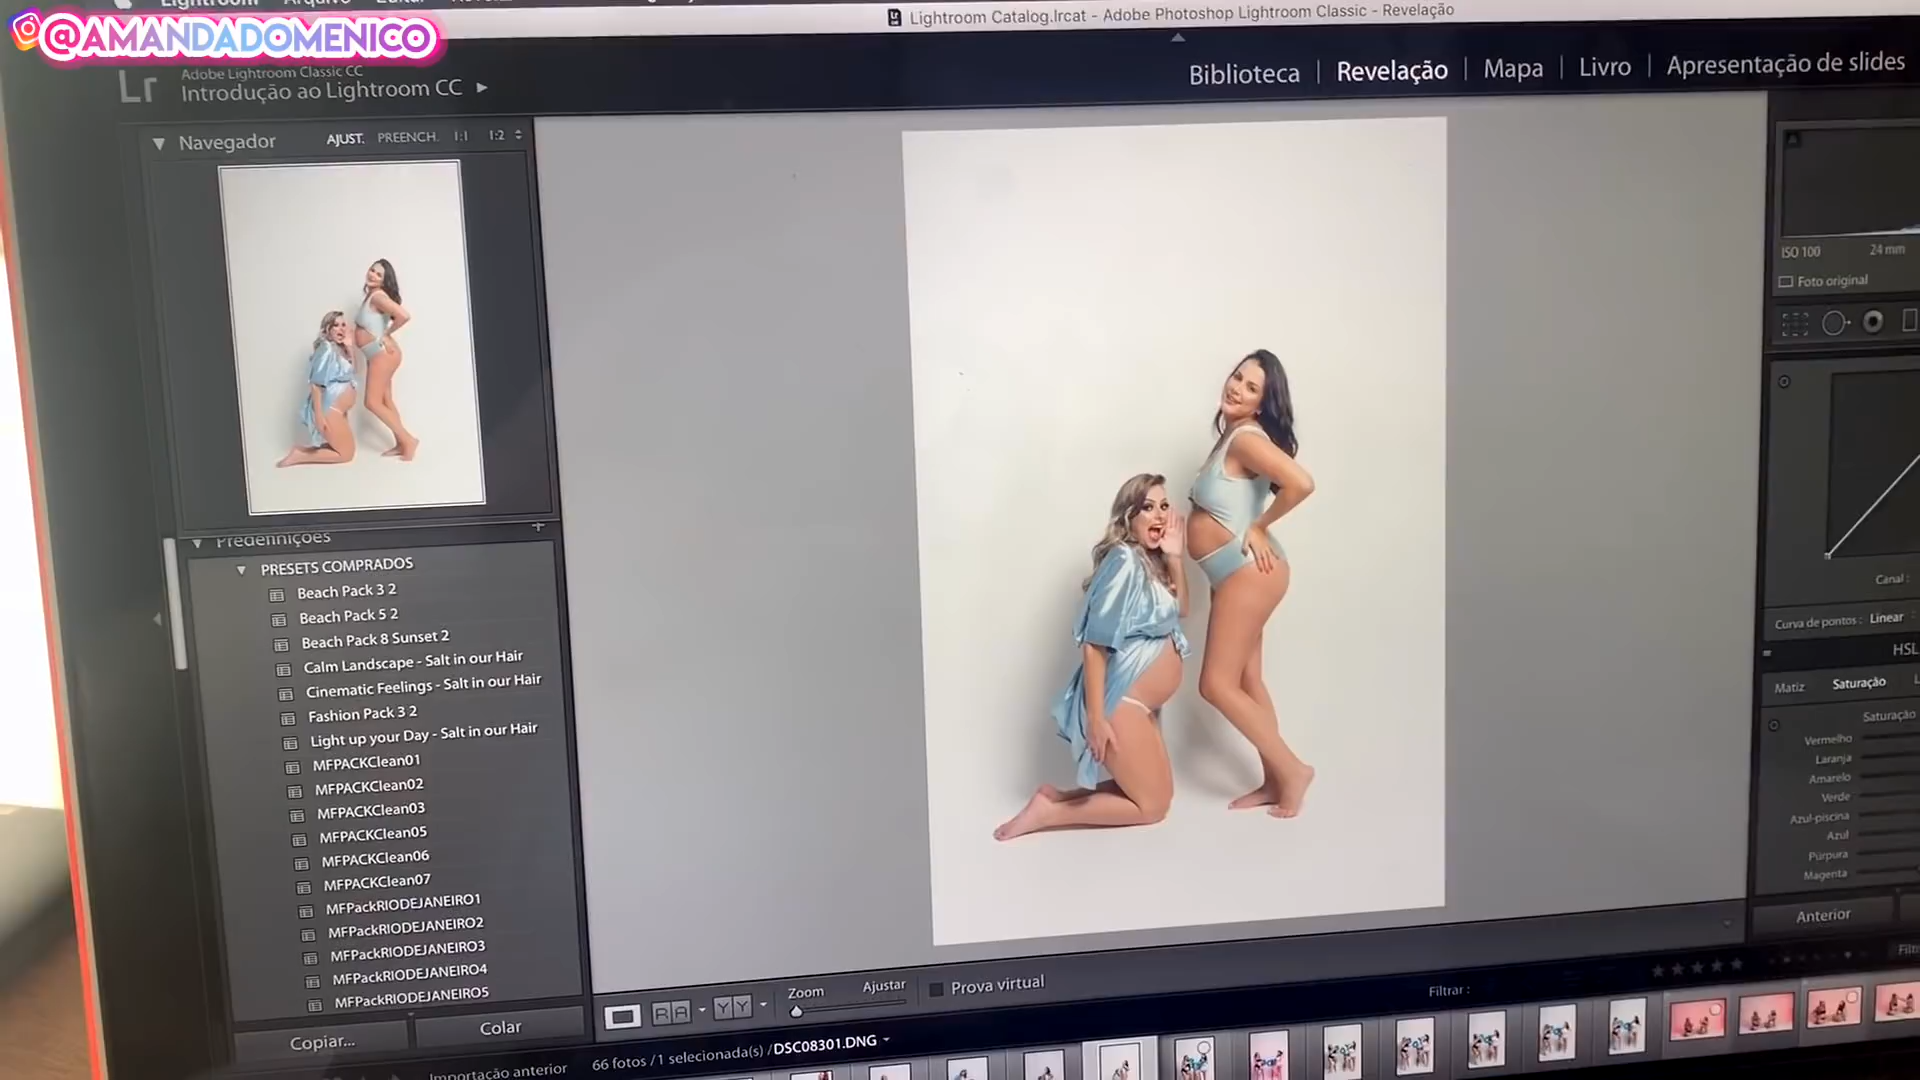 Lightroom Catalog.lrcat - Adobe Photoshop Lightroom Classic - Revelação
@AMANDADOMENICO
Lr
Adobe Lightroom Classic CC
Introdução ao Lightroom CC
Biblioteca | Revelação | Mapa | Livro | Apresentação de slides
Navegador AJUST. PREENCH. 1:1 1:2
ISO 100 24 mm
Foto original
Predefinições
PRESETS COMPRADOS
Beach Pack 3 2
Beach Pack 5 2
Beach Pack 8 Sunset 2
Calm Landscape - Salt in our Hair
Cinematic Feelings - Salt in our Hair
Fashion Pack 3 2
Light up your Day - Salt in our Hair
MFPACKClean01
MFPACKClean02
MFPACKClean03
MFPACKClean05
MFPACKClean06
MFPACKClean07
MFPackRIODEJANEIRO1
MFPackRIODEJANEIRO2
MFPackRIODEJANEIRO3
MFPackRIODEJANEIRO4
MFPackRIODEJANEIRO5
Copiar... Colar
Canal :
Curva de pontos : Linear
HSL
Matiz Saturação
Saturação
Vermelho
Laranja
Amarelo
Verde
Azul-piscina
Azul
Púrpura
Magenta
Anterior
RA YY Zoom Ajustar Prova virtual
Filtrar :
Importação anterior 66 fotos /1 selecionada(s) /DSC08301.DNG